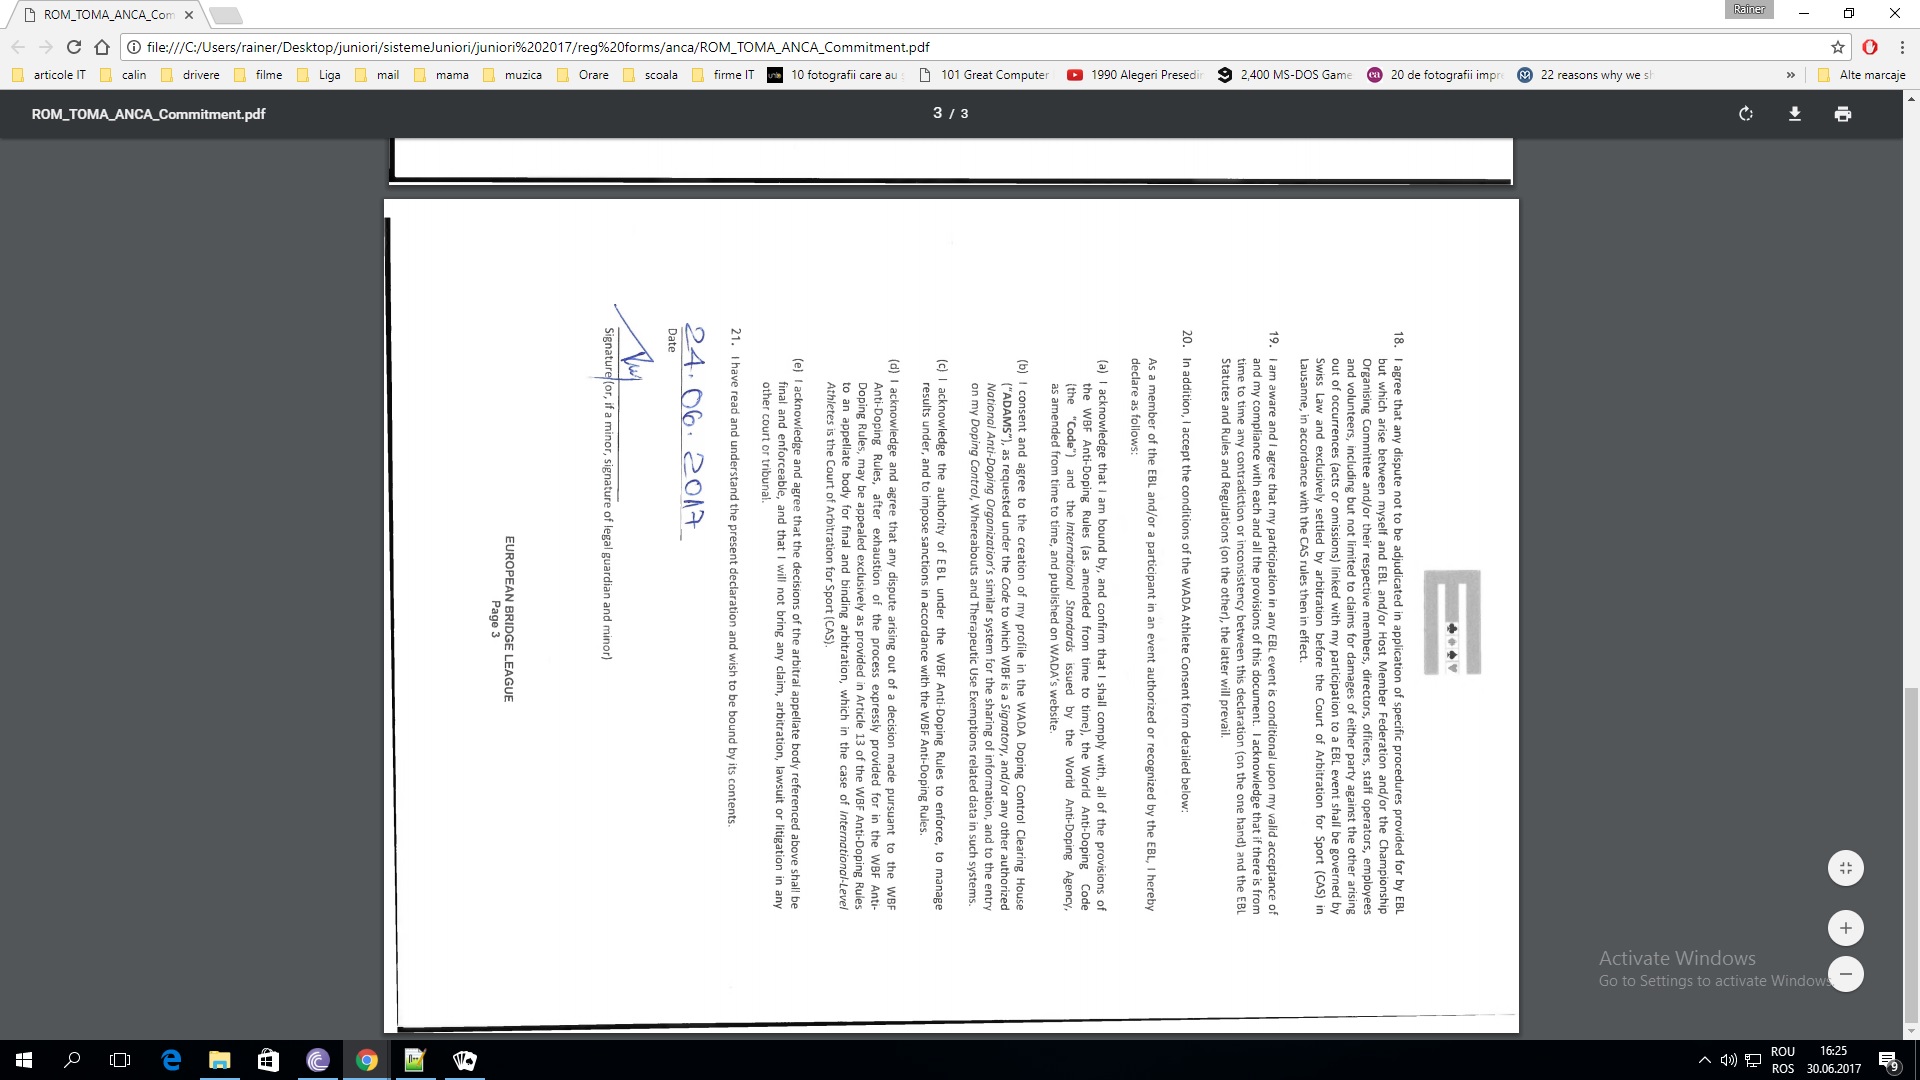 ROM_TOMA_ANCA_Com
Rainer
file:///C:/Users/rainer/Desktop/juniori/sistemeJuniori/juniori%202017/reg%20forms/anca/ROM_TOMA_ANCA_Commitment.pdf
articole IT calin drivere filme Liga mail mama muzica Orare scoala firme IT 10 fotografii care au 101 Great Computer 1990 Alegeri Presedin 2,400 MS-DOS Game 20 de fotografii impre 22 reasons why we sh » Alte marcaje
ROM_TOMA_ANCA_Commitment.pdf
3 / 3
18. I agree that any dispute not to be adjudicated in application of specific procedures provided for by EBL
but which arise between myself and EBL and/or Host Member Federation and/or the Championship
Organising Committee and/or their respective members, directors, officers, staff operators, employees
and volunteers, including but not limited to claims for damages of either party against the other arising
out of occurrences (acts or omissions) linked with my participation to a EBL event shall be governed by
Swiss Law and exclusively settled by arbitration before the Court of Arbitration for Sport (CAS) in
Lausanne, in accordance with the CAS rules then in effect.
19. I am aware and I agree that my participation in any EBL event is conditional upon my valid acceptance of
and my compliance with each and all the provisions of this document. I acknowledge that if there is from
time to time any contradiction or inconsistency between this declaration (on the one hand) and the EBL
Statutes and Rules and Regulations (on the other), the latter will prevail.
20. In addition, I accept the conditions of the WADA Athlete Consent form detailed below:
As a member of the EBL and/or a participant in an event authorized or recognized by the EBL, I hereby
declare as follows:
(a) I acknowledge that I am bound by, and confirm that I shall comply with, all of the provisions of
the WBF Anti-Doping Rules (as amended from time to time), the World Anti-Doping Code
(the "Code") and the International Standards issued by the World Anti-Doping Agency,
as amended from time to time, and published on WADA's website.
(b) I consent and agree to the creation of my profile in the WADA Doping Control Clearing House
("ADAMS"), as requested under the Code to which WBF is a Signatory, and/or any other authorized
National Anti-Doping Organization's similar system for the sharing of information, and to the entry
on my Doping Control, Whereabouts and Therapeutic Use Exemptions related data in such systems.
(c) I acknowledge the authority of EBL under the WBF Anti-Doping Rules to enforce, to manage
results under, and to impose sanctions in accordance with the WBF Anti-Doping Rules.
(d) I acknowledge and agree that any dispute arising out of a decision made pursuant to the WBF
Anti-Doping Rules, after exhaustion of the process expressly provided for in the WBF Anti-
Doping Rules, may be appealed exclusively as provided in Article 13 of the WBF Anti-Doping Rules
to an appellate body for final and binding arbitration, which in the case of International-Level
Athletes is the Court of Arbitration for Sport (CAS).
(e) I acknowledge and agree that the decisions of the arbitral appellate body referenced above shall be
final and enforceable, and that I will not bring any claim, arbitration, lawsuit or litigation in any
other court or tribunal.
21. I have read and understand the present declaration and wish to be bound by its contents.
24.06.2017
Date
Signature (or, if a minor, signature of legal guardian and minor)
EUROPEAN BRIDGE LEAGUE
Page 3
Activate Windows
Go to Settings to activate Windows
ROU 16:25
ROS 30.06.2017
9